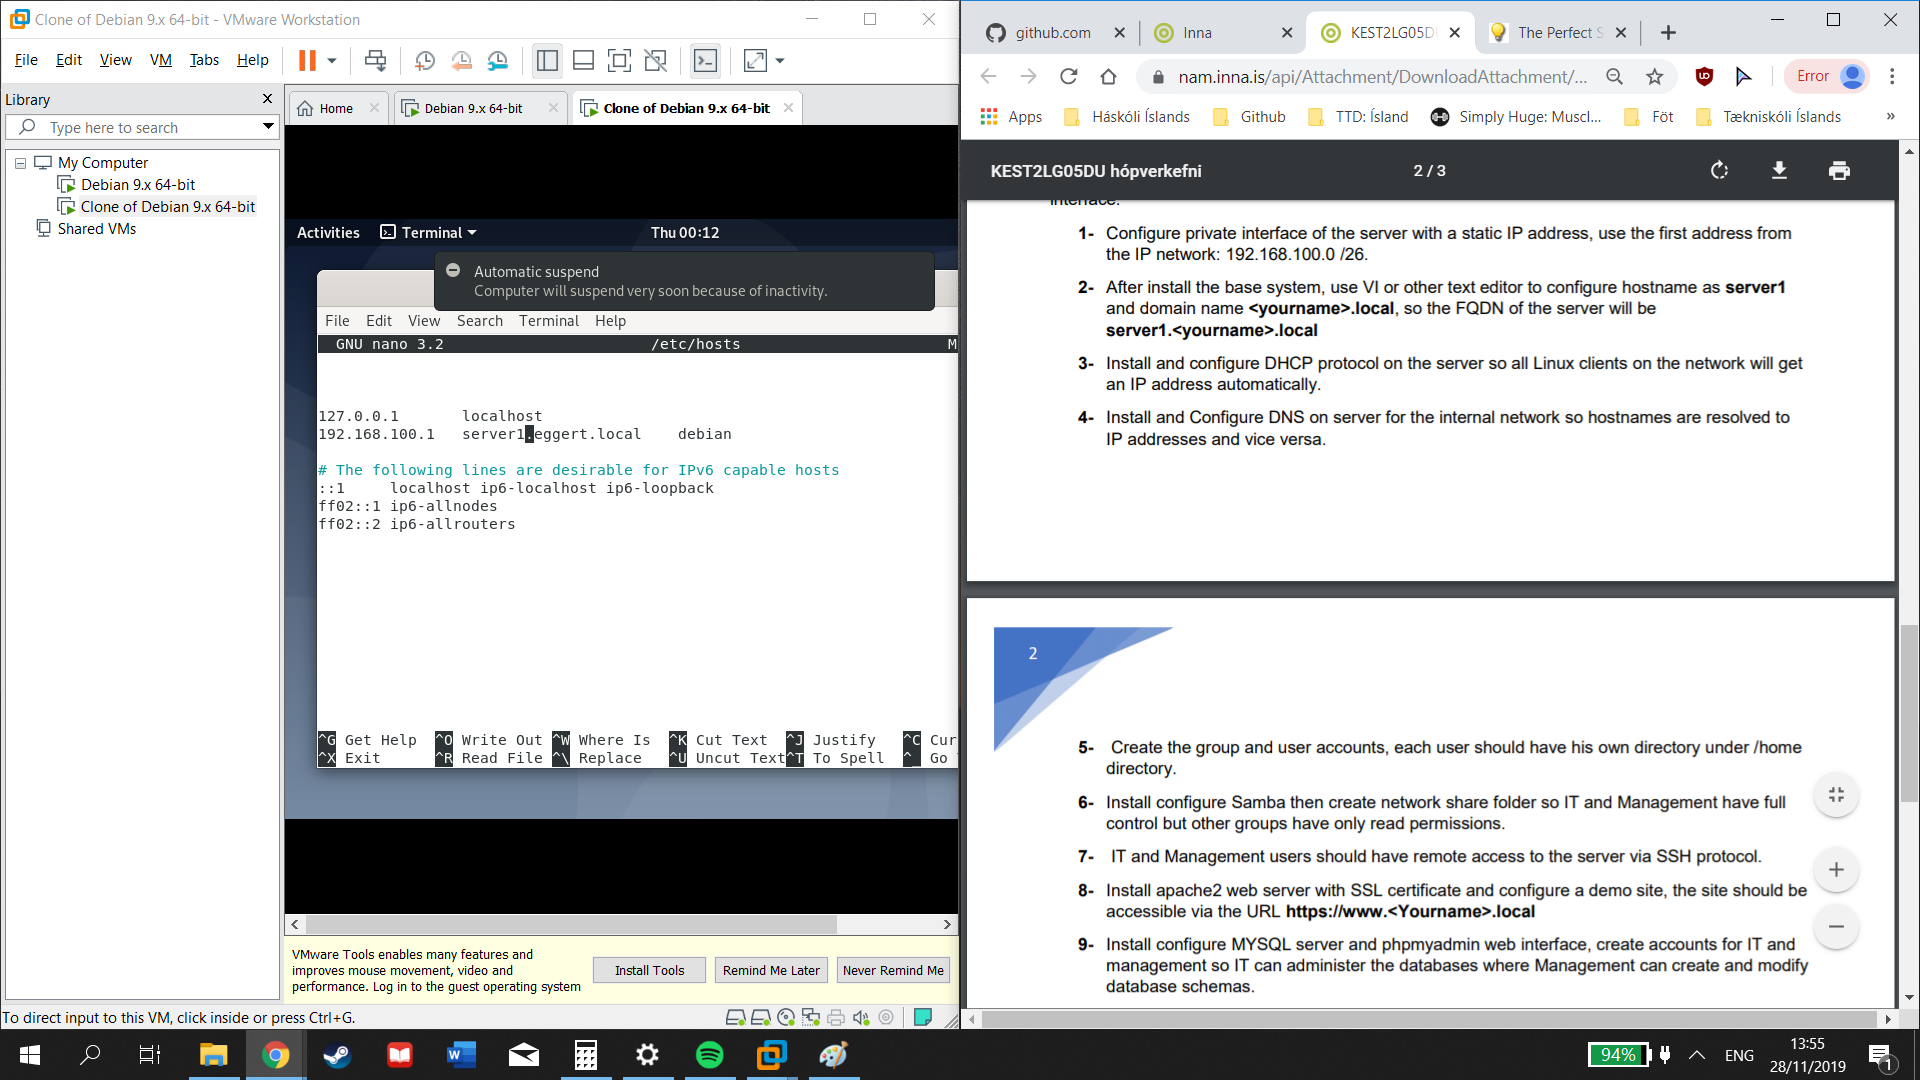 Clone of Debian 9.x 64-bit - VMware Workstation
File Edit View VM Tabs Help
Library
Type here to search
My Computer
Debian 9.x 64-bit
Clone of Debian 9.x 64-bit
Shared VMs
Home
Debian 9.x 64-bit
Clone of Debian 9.x 64-bit
Activities
Terminal
Thu 00:12
Automatic suspend
Computer will suspend very soon because of inactivity.
File Edit View Search Terminal Help
GNU nano 3.2 /etc/hosts M
127.0.0.1 localhost
192.168.100.1 server1.eggert.local debian
# The following lines are desirable for IPv6 capable hosts
::1 localhost ip6-localhost ip6-loopback
ff02::1 ip6-allnodes
ff02::2 ip6-allrouters
^G Get Help ^O Write Out ^W Where Is ^K Cut Text ^J Justify ^C Cur
^X Exit ^R Read File ^\ Replace ^U Uncut Text ^T To Spell ^_ Go
VMware Tools enables many features and
improves mouse movement, video and
performance. Log in to the guest operating system
Install Tools
Remind Me Later
Never Remind Me
To direct input to this VM, click inside or press Ctrl+G.
github.com
Inna
KEST2LG05D
The Perfect S
nam.inna.is/api/Attachment/DownloadAttachment/...
Error
Apps
Háskóli Íslands
Github
TTD: Ísland
Simply Huge: Muscl...
Föt
Tækniskóli Íslands
»
KEST2LG05DU hópverkefni
2 / 3
interface.
1- Configure private interface of the server with a static IP address, use the first address from
the IP network: 192.168.100.0 /26.
2- After install the base system, use VI or other text editor to configure hostname as server1
and domain name <yourname>.local, so the FQDN of the server will be
server1.<yourname>.local
3- Install and configure DHCP protocol on the server so all Linux clients on the network will get
an IP address automatically.
4- Install and Configure DNS on server for the internal network so hostnames are resolved to
IP addresses and vice versa.
2
5- Create the group and user accounts, each user should have his own directory under /home
directory.
6- Install configure Samba then create network share folder so IT and Management have full
control but other groups have only read permissions.
7- IT and Management users should have remote access to the server via SSH protocol.
8- Install apache2 web server with SSL certificate and configure a demo site, the site should be
accessible via the URL https://www.<Yourname>.local
9- Install configure MYSQL server and phpmyadmin web interface, create accounts for IT and
management so IT can administer the databases where Management can create and modify
database schemas.
94%
ENG
13:55
28/11/2019
1